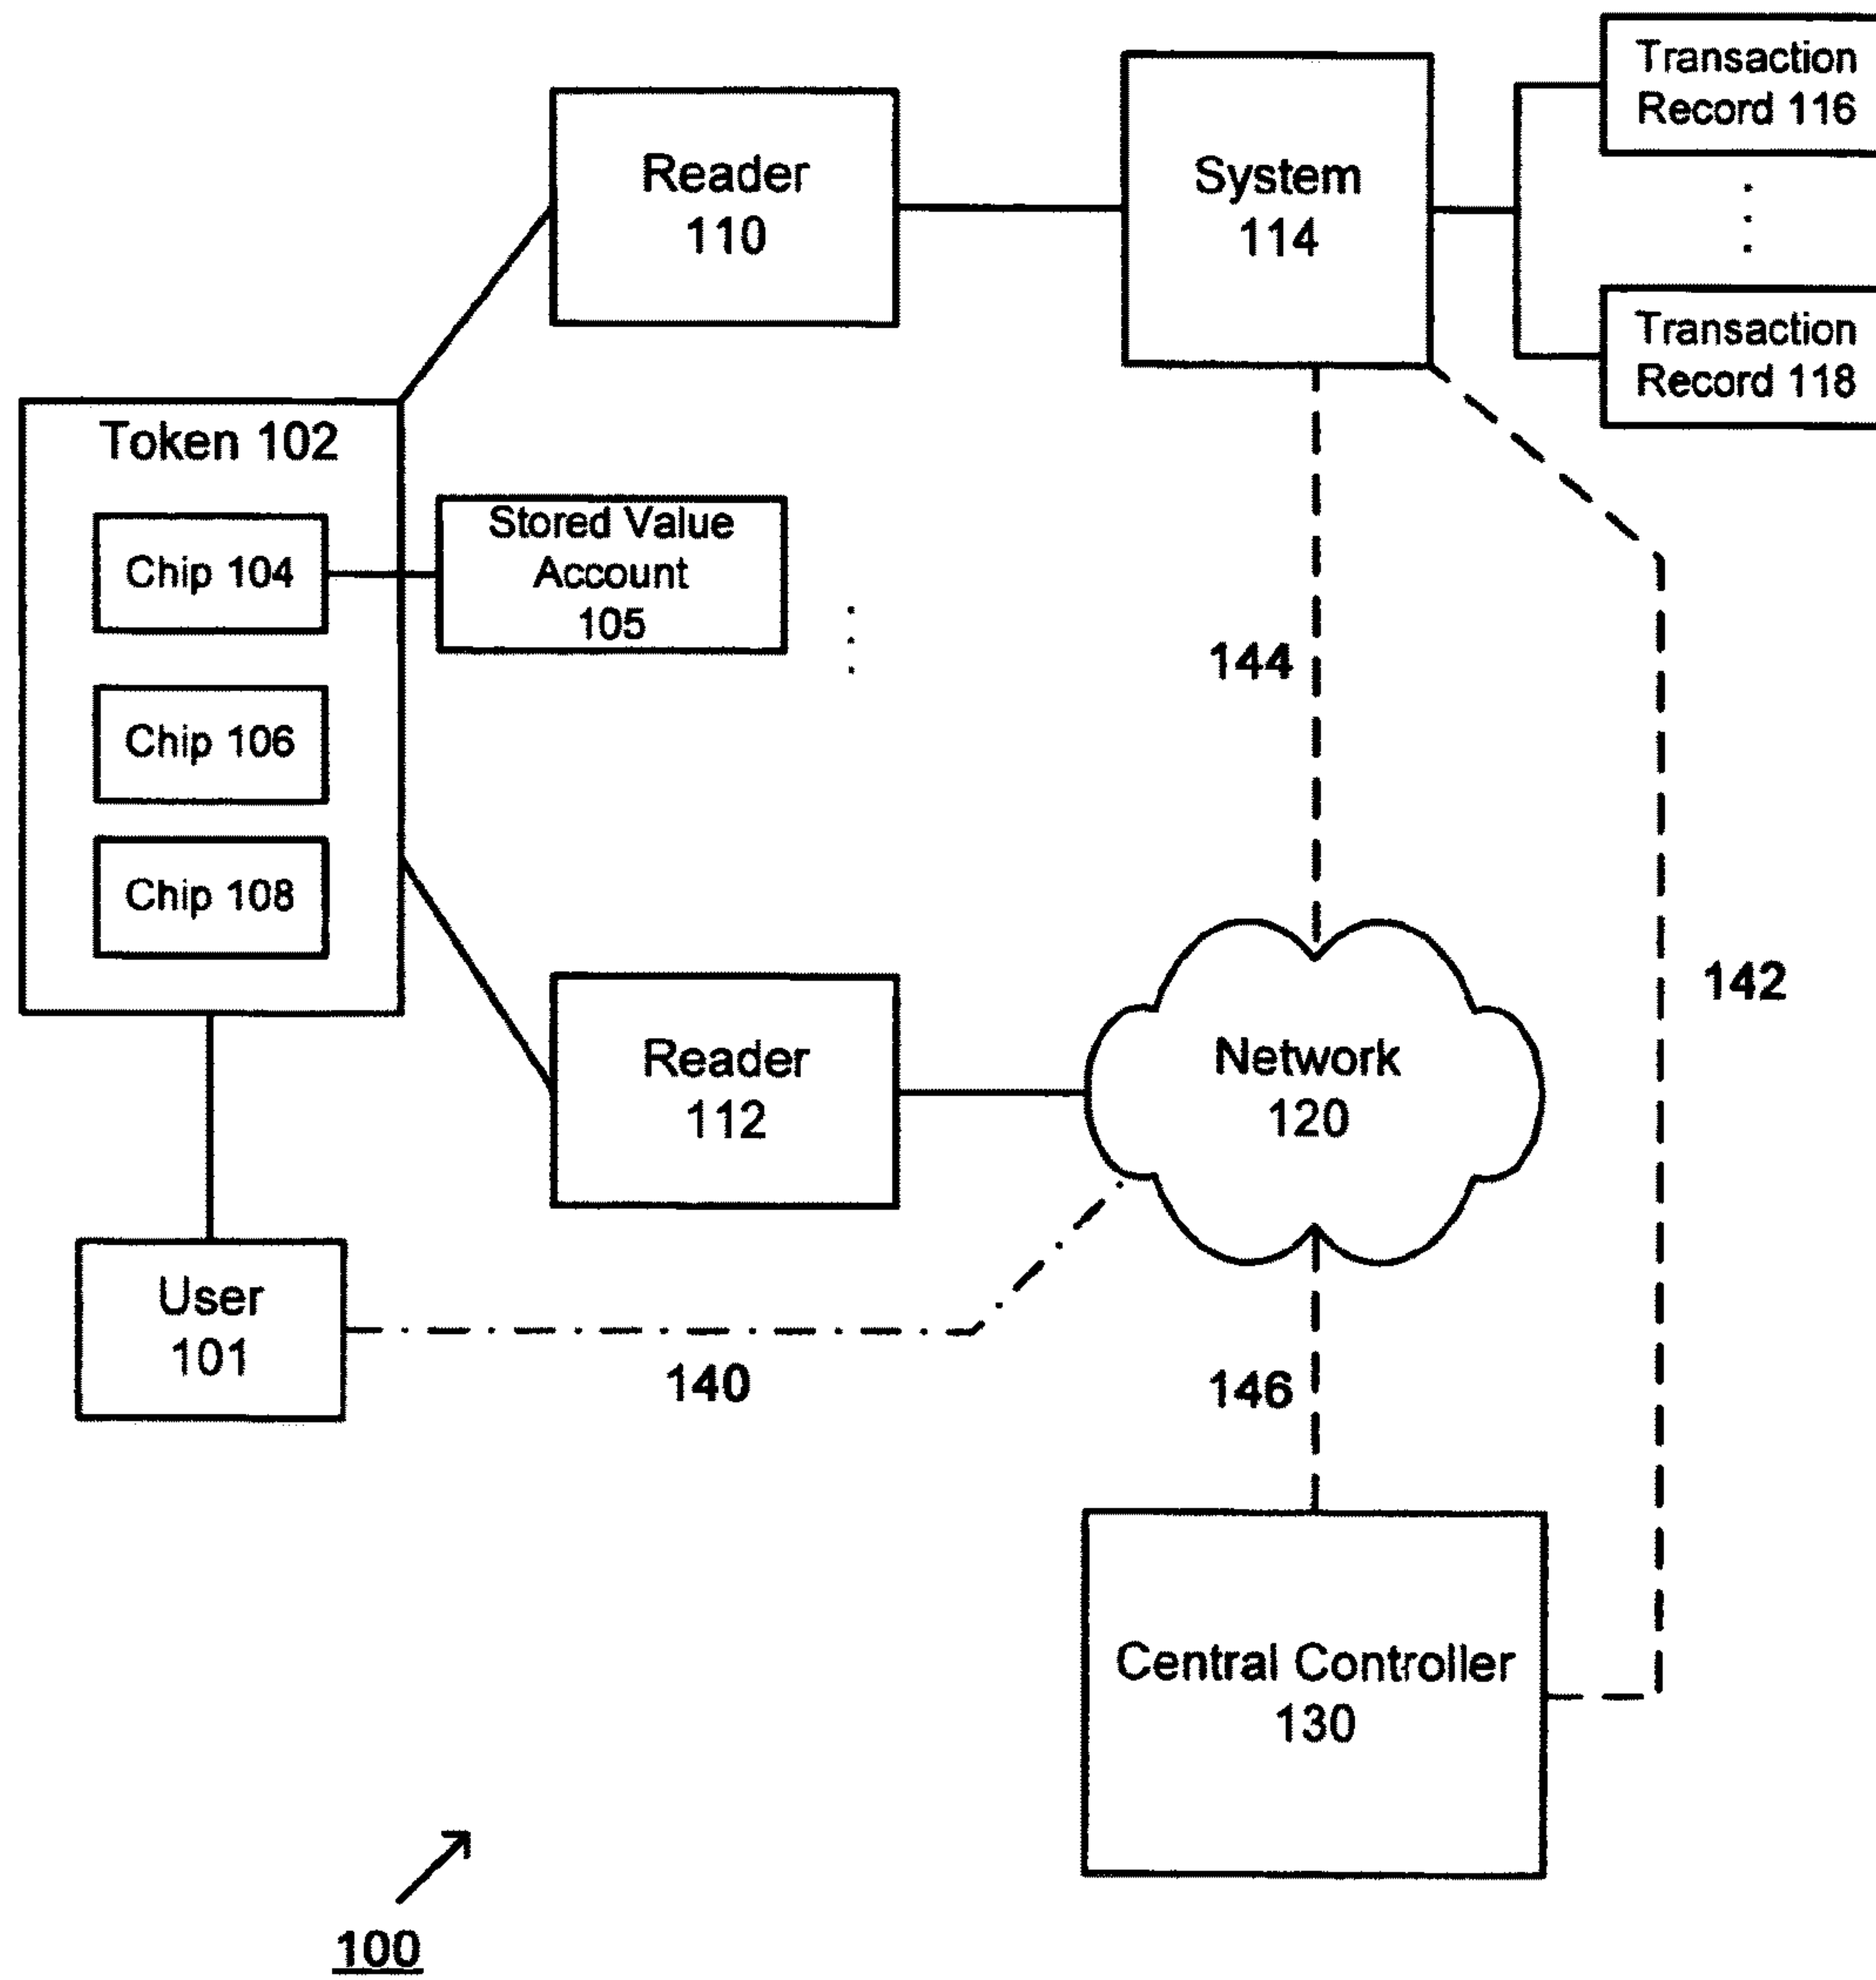 Transaction
Record 116
Reader
110
System
114
Transaction
Record 118
Token 102
Chip 104
Stored Value
Account
105
Chip 106
Chip 108
144
142
Reader
112
Network
120
User
101
140
146
Central Controller
130
100